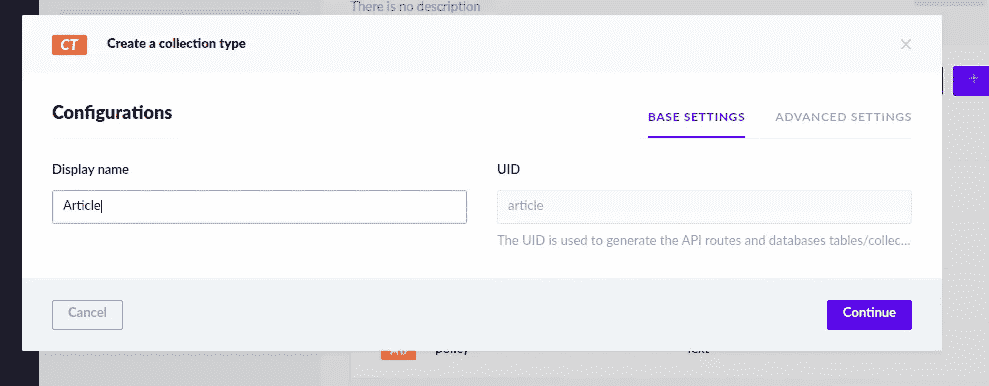 There is no description
CT Create a collection type
Configurations
BASE SETTINGS ADVANCED SETTINGS
Display name UID
Article article
The UID is used to generate the API routes and databases tables/collec...
Cancel Continue
policy Text